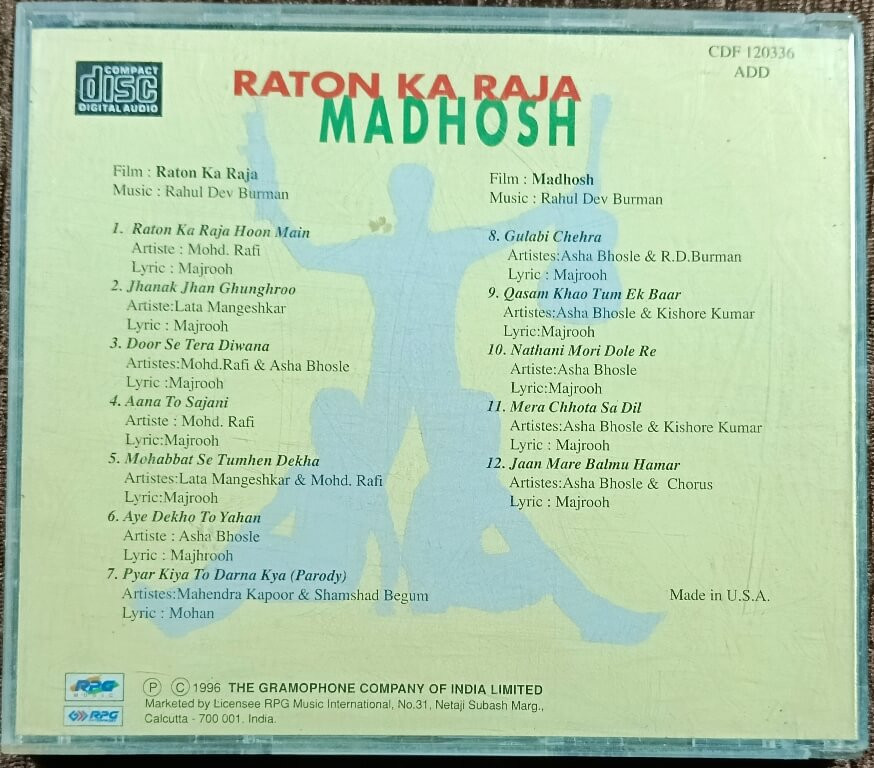 COMPACT
disc
DIGITAL AUDIO
CDF 120336
ADD
RATON KA RAJA
MADHOSH
Film : Raton Ka Raja
Music : Rahul Dev Burman
1. Raton Ka Raja Hoon Main
Artiste : Mohd. Rafi
Lyric : Majrooh
2. Jhanak Jhan Ghunghroo
Artiste:Lata Mangeshkar
Lyric : Majrooh
3. Door Se Tera Diwana
Artistes:Mohd.Rafi & Asha Bhosle
Lyric :Majrooh
4. Aana To Sajani
Artiste : Mohd. Rafi
Lyric:Majrooh
5. Mohabbat Se Tumhen Dekha
Artistes:Lata Mangeshkar & Mohd. Rafi
Lyric:Majrooh
6. Aye Dekho To Yahan
Artiste : Asha Bhosle
Lyric : Majhrooh
7. Pyar Kiya To Darna Kya (Parody)
Artistes:Mahendra Kapoor & Shamshad Begum
Lyric : Mohan
Film : Madhosh
Music : Rahul Dev Burman
8. Gulabi Chehra
Artistes:Asha Bhosle & R.D.Burman
Lyric : Majrooh
9. Qasam Khao Tum Ek Baar
Artistes:Asha Bhosle & Kishore Kumar
Lyric:Majrooh
10. Nathani Mori Dole Re
Artiste:Asha Bhosle
Lyric:Majrooh
11. Mera Chhota Sa Dil
Artistes:Asha Bhosle & Kishore Kumar
Lyric : Majrooh
12. Jaan Mare Balmu Hamar
Artistes:Asha Bhosle & Chorus
Lyric : Majrooh
Made in U.S.A.
RPG
MUSIC
RPG
Ⓟ Ⓒ 1996 THE GRAMOPHONE COMPANY OF INDIA LIMITED
Marketed by Licensee RPG Music International, No.31, Netaji Subash Marg.,
Calcutta - 700 001. India.